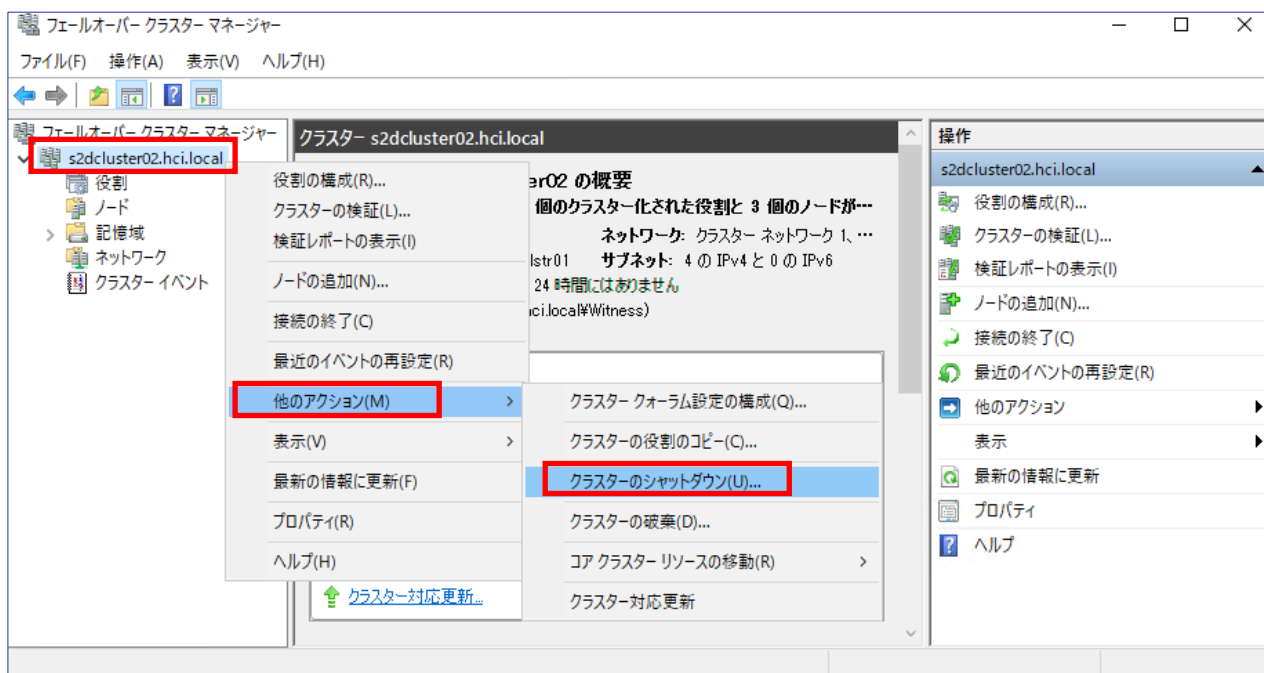 フェールオーバー クラスター マネージャー
ファイル(F) 操作(A) 表示(V) ヘルプ(H)
フェールオーバー クラスター マネージャー
s2dcluster02.hci.local
役割
ノード
記憶域
ネットワーク
クラスター イベント
クラスター s2dcluster02.hci.local
er02 の概要
個のクラスター化された役割と 3 個のノードが…
ネットワーク: クラスター ネットワーク 1、…
lstr01 サブネット: 4 の IPv4 と 0 の IPv6
24 時間にはありません
ci.local¥Witness)
クラスター対応更新...
役割の構成(R)...
クラスターの検証(L)...
検証レポートの表示(I)
ノードの追加(N)...
接続の終了(C)
最近のイベントの再設定(R)
他のアクション(M)
表示(V)
最新の情報に更新(F)
プロパティ(R)
ヘルプ(H)
クラスター クォーラム設定の構成(Q)...
クラスターの役割のコピー(C)...
クラスターのシャットダウン(U)...
クラスターの破棄(D)...
コア クラスター リソースの移動(R)
クラスター対応更新
操作
s2dcluster02.hci.local
役割の構成(R)...
クラスターの検証(L)...
検証レポートの表示(I)
ノードの追加(N)...
接続の終了(C)
最近のイベントの再設定(R)
他のアクション
表示
最新の情報に更新
プロパティ
ヘルプ